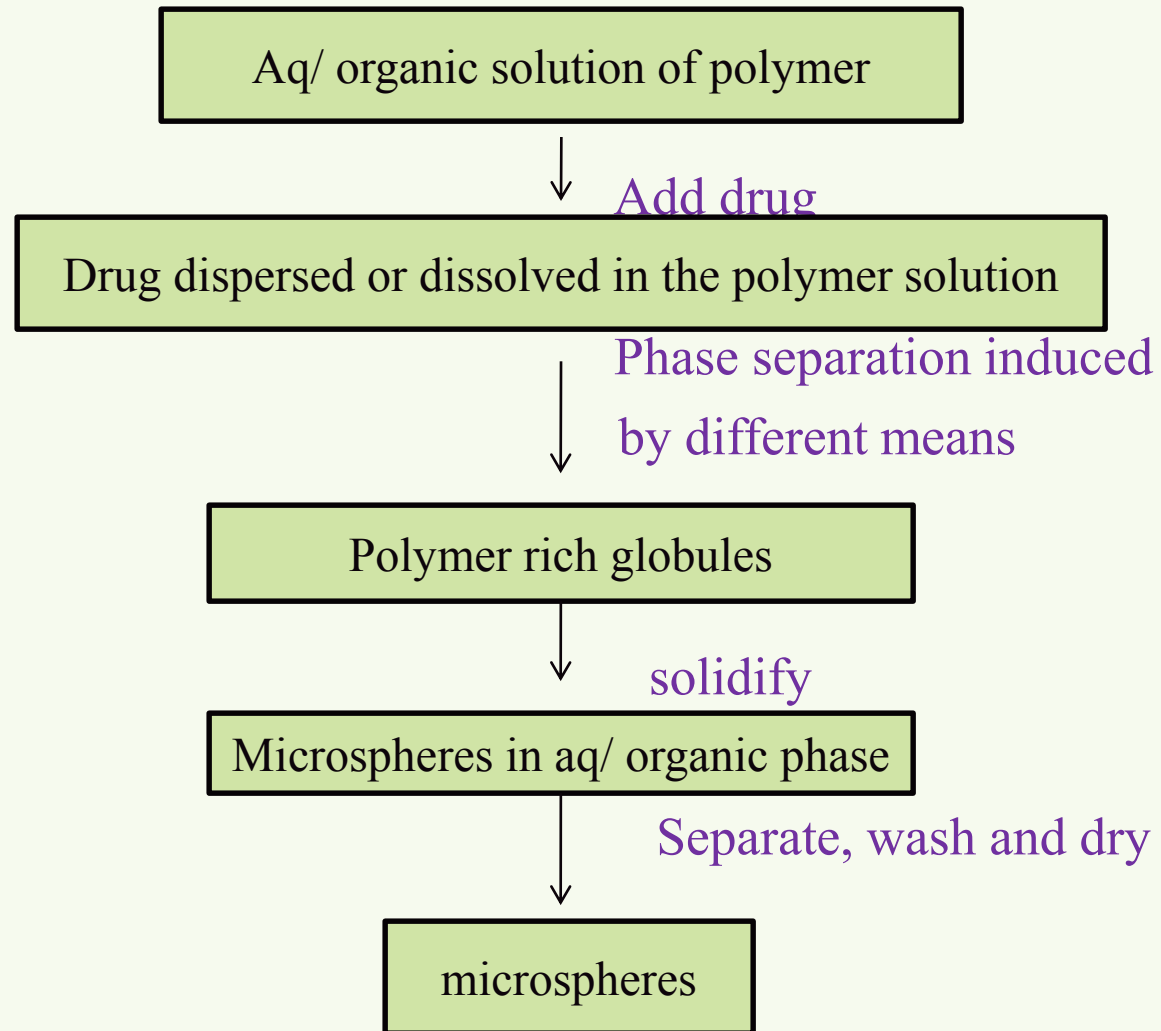 Aq/ organic solution of polymer
Add drug
Drug dispersed or dissolved in the polymer solution
Phase separation induced
by different means
Polymer rich globules
solidify
Microspheres in aq/ organic phase
Separate, wash and dry
microspheres